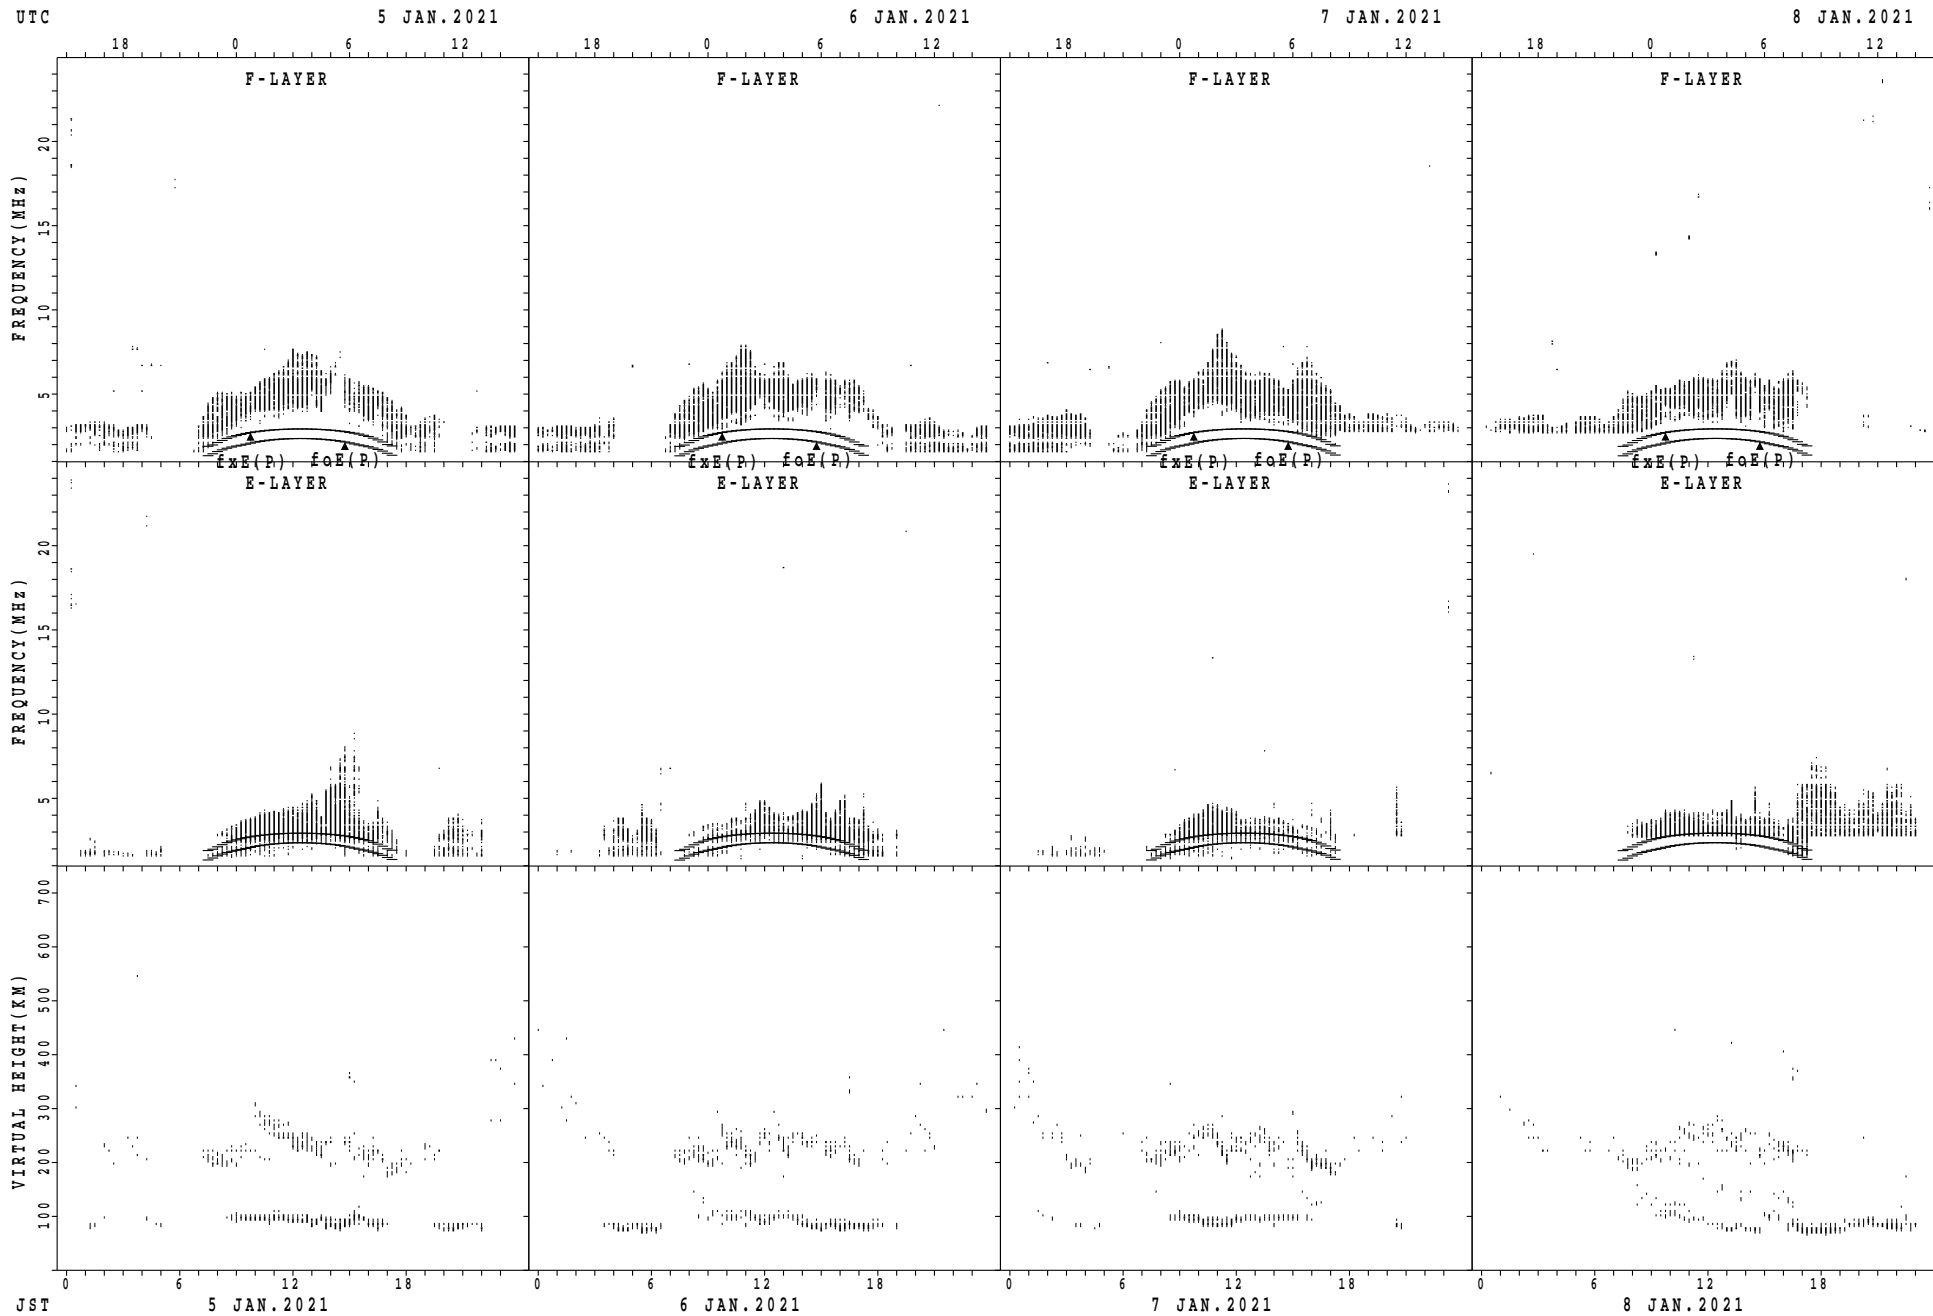 UTC 5 JAN.2021 6 JAN.2021 7 JAN.2021 8 JAN.2021
18 0 6 12 18 0 6 12 18 0 6 12 18 0 6 12
F-LAYER F-LAYER F-LAYER F-LAYER
FREQUENCY(MHz)
20
15
10
5
fxE(P) foE(P) fxE(P) foE(P) fxE(P) foE(P) fxE(P) foE(P)
E-LAYER E-LAYER E-LAYER E-LAYER
FREQUENCY(MHz)
20
15
10
5
VIRTUAL HEIGHT(KM)
700
600
500
400
300
200
100
0 6 12 18 0 6 12 18 0 6 12 18 0 6 12 18
JST 5 JAN.2021 6 JAN.2021 7 JAN.2021 8 JAN.2021